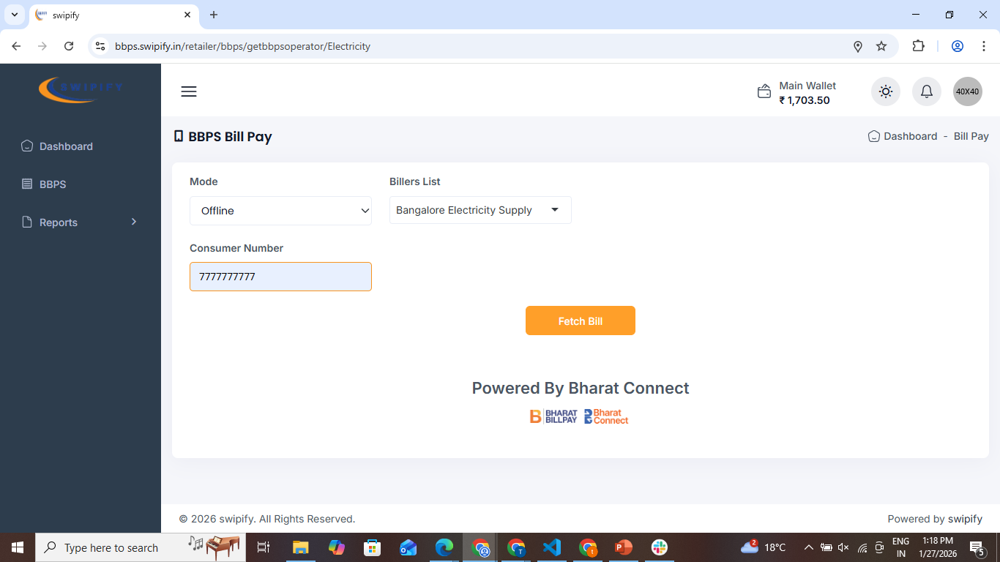 swipify
bbps.swipify.in/retailer/bbps/getbbpsoperator/Electricity
SWIPIFY
Main Wallet
₹ 1,703.50
40X40
Dashboard
BBPS
Reports
BBPS Bill Pay
Dashboard - Bill Pay
Mode
Billers List
Offline
Bangalore Electricity Supply
Consumer Number
7777777777
Fetch Bill
Powered By Bharat Connect
BHARAT BILLPAY
Bharat Connect
© 2026 swipify. All Rights Reserved.
Powered by swipify
Type here to search
2
18°C
ENG
IN
1:18 PM
1/27/2026
5